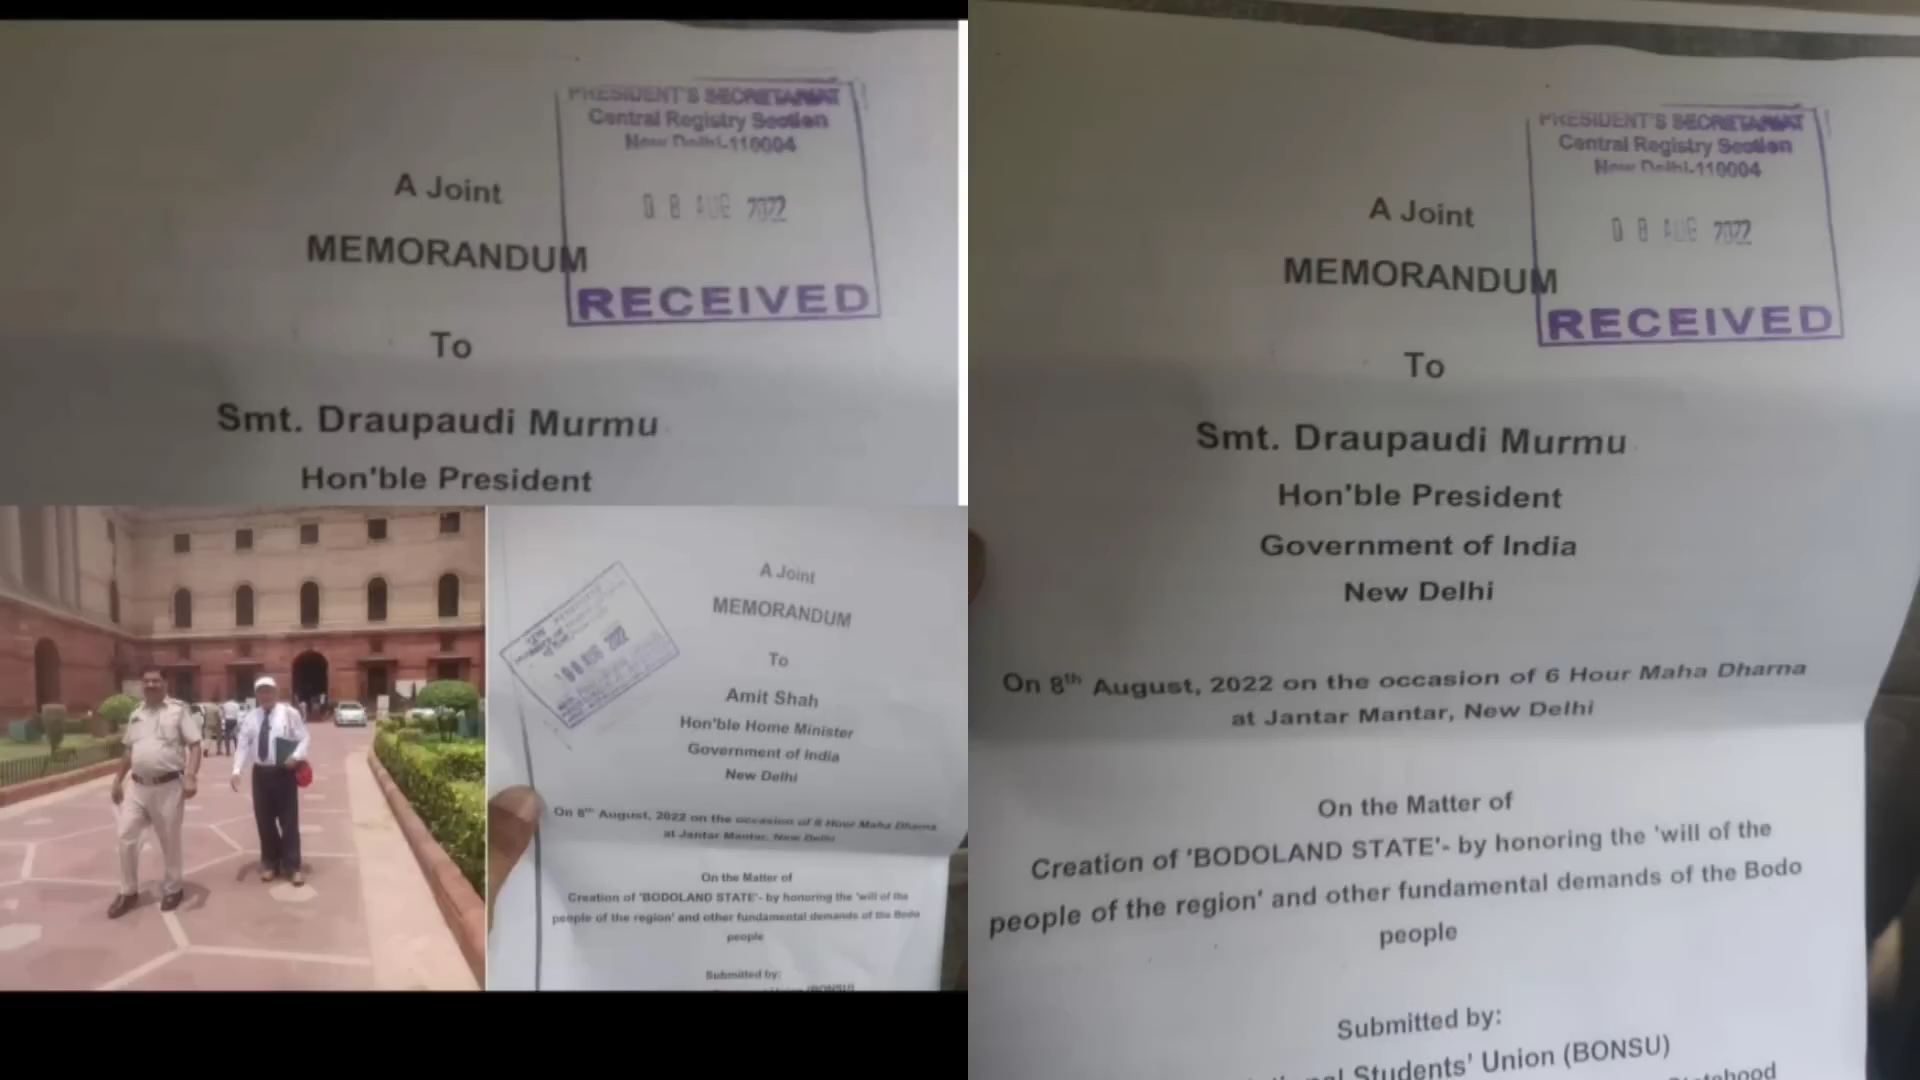 PRESIDENT'S SECRETARIAT
Central Registry Section
New Delhi-110004
08 AUG 2022
RECEIVED
A Joint
MEMORANDUM
To
Smt. Draupaudi Murmu
Hon'ble President
A Joint
MEMORANDUM
To
Amit Shah
Hon'ble Home Minister
Government of India
New Delhi
On 8th August, 2022 on the occasion of 6 Hour Maha Dharna
at Jantar Mantar, New Delhi
On the Matter of
Creation of 'BODOLAND STATE'- by honoring the 'will of the
people of the region' and other fundamental demands of the Bodo
people
Submitted by:
(BONSU)
PRESIDENT'S SECRETARIAT
Central Registry Section
New Delhi-110004
08 AUG 2022
RECEIVED
A Joint
MEMORANDUM
To
Smt. Draupaudi Murmu
Hon'ble President
Government of India
New Delhi
On 8th August, 2022 on the occasion of 6 Hour Maha Dharna
at Jantar Mantar, New Delhi
On the Matter of
Creation of 'BODOLAND STATE'- by honoring the 'will of the
people of the region' and other fundamental demands of the Bodo
people
Submitted by:
Students' Union (BONSU)